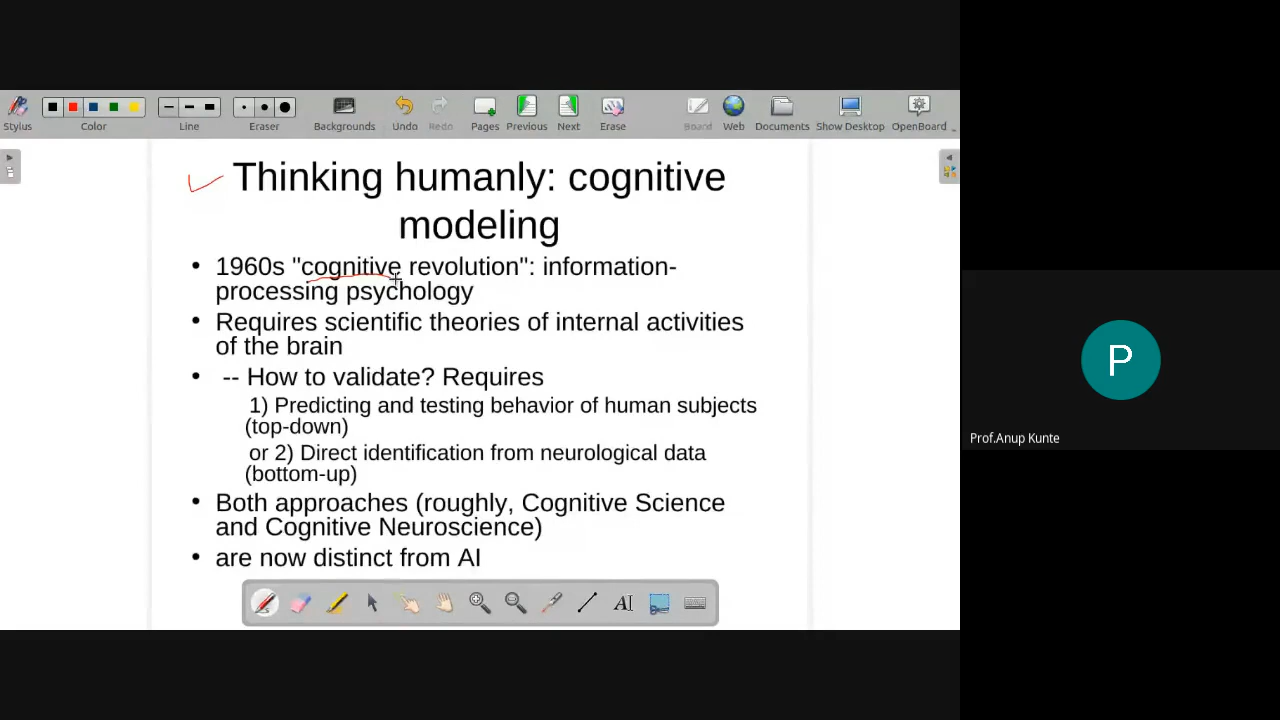 Stylus
Color
Line
Eraser
Backgrounds
Undo
Redo
Pages
Previous
Next
Erase
Board
Web
Documents
Show Desktop
OpenBoard
Thinking humanly: cognitive
modeling
• 1960s "cognitive revolution": information-
processing psychology
• Requires scientific theories of internal activities
of the brain
• -- How to validate? Requires
1) Predicting and testing behavior of human subjects
(top-down)
or 2) Direct identification from neurological data
(bottom-up)
• Both approaches (roughly, Cognitive Science
and Cognitive Neuroscience)
• are now distinct from AI
AI
P
Prof.Anup Kunte